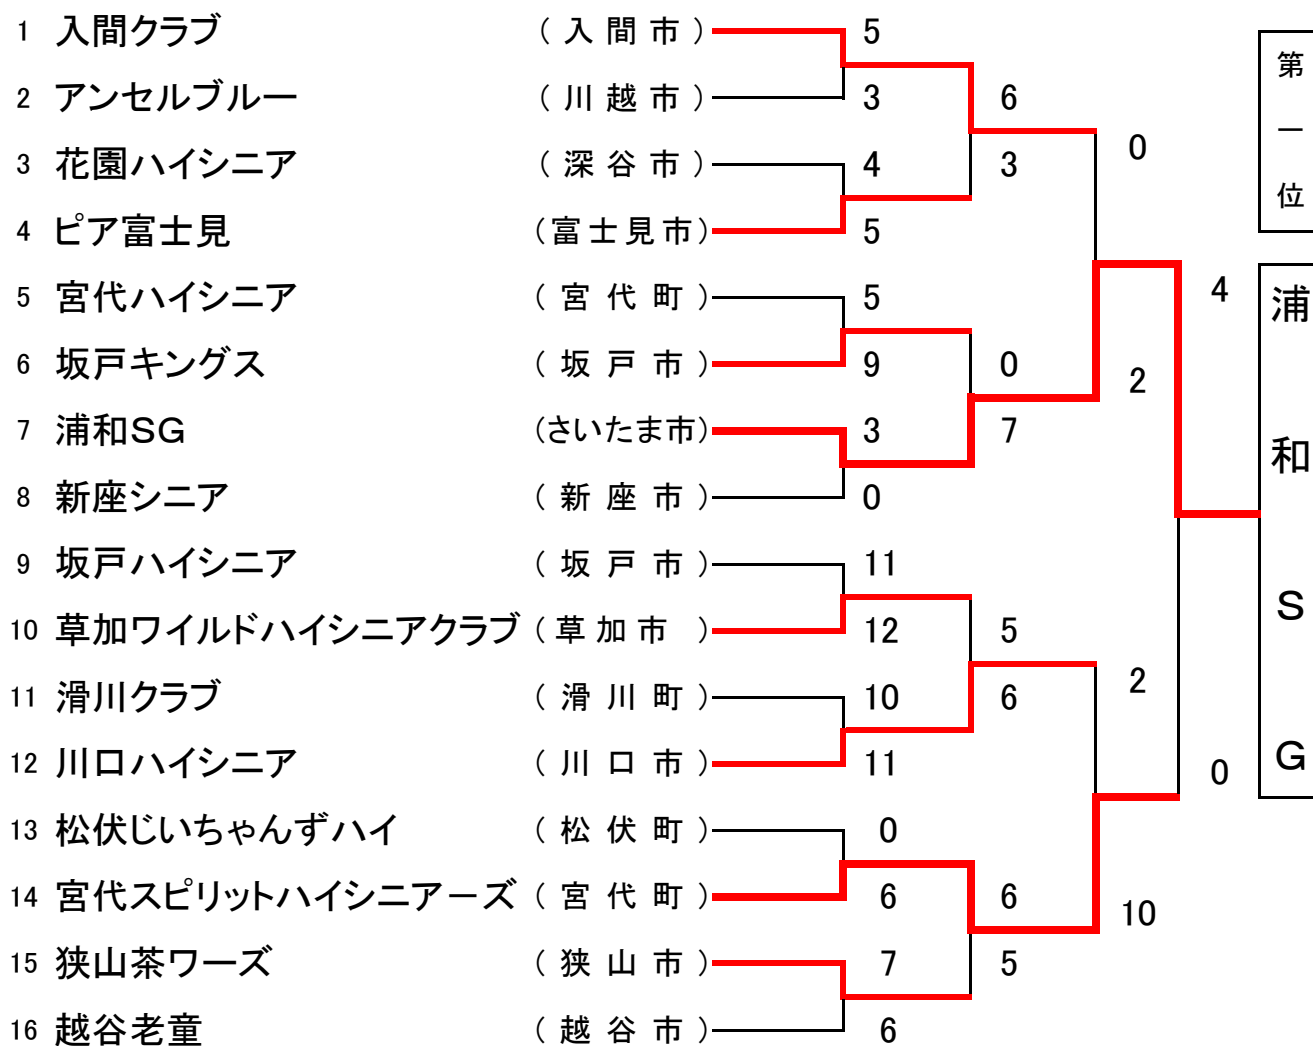 1 入間クラブ （ 入 間 市 ） 5
2 アンセルブルー （ 川 越 市 ） 3
6
3 花園ハイシニア （ 深 谷 市 ） 4
3
0
4 ピア富士見 （富士見市） 5
5 宮代ハイシニア （ 宮 代 町 ） 5
4
6 坂戸キングス （ 坂 戸 市 ） 9
0
2
7 浦和SG （さいたま市） 3
7
8 新座シニア （ 新 座 市 ） 0
9 坂戸ハイシニア （ 坂 戸 市 ） 11
10 草加ワイルドハイシニアクラブ （ 草 加 市 ） 12
5
11 滑川クラブ （ 滑 川 町 ） 10
6
2
12 川口ハイシニア （ 川 口 市 ） 11
0
13 松伏じいちゃんずハイ （ 松 伏 町 ） 0
14 宮代スピリットハイシニアーズ （ 宮 代 町 ） 6
6
10
15 狭山茶ワーズ （ 狭 山 市 ） 7
5
16 越谷老童 （ 越 谷 市 ） 6
第一位
浦和SG